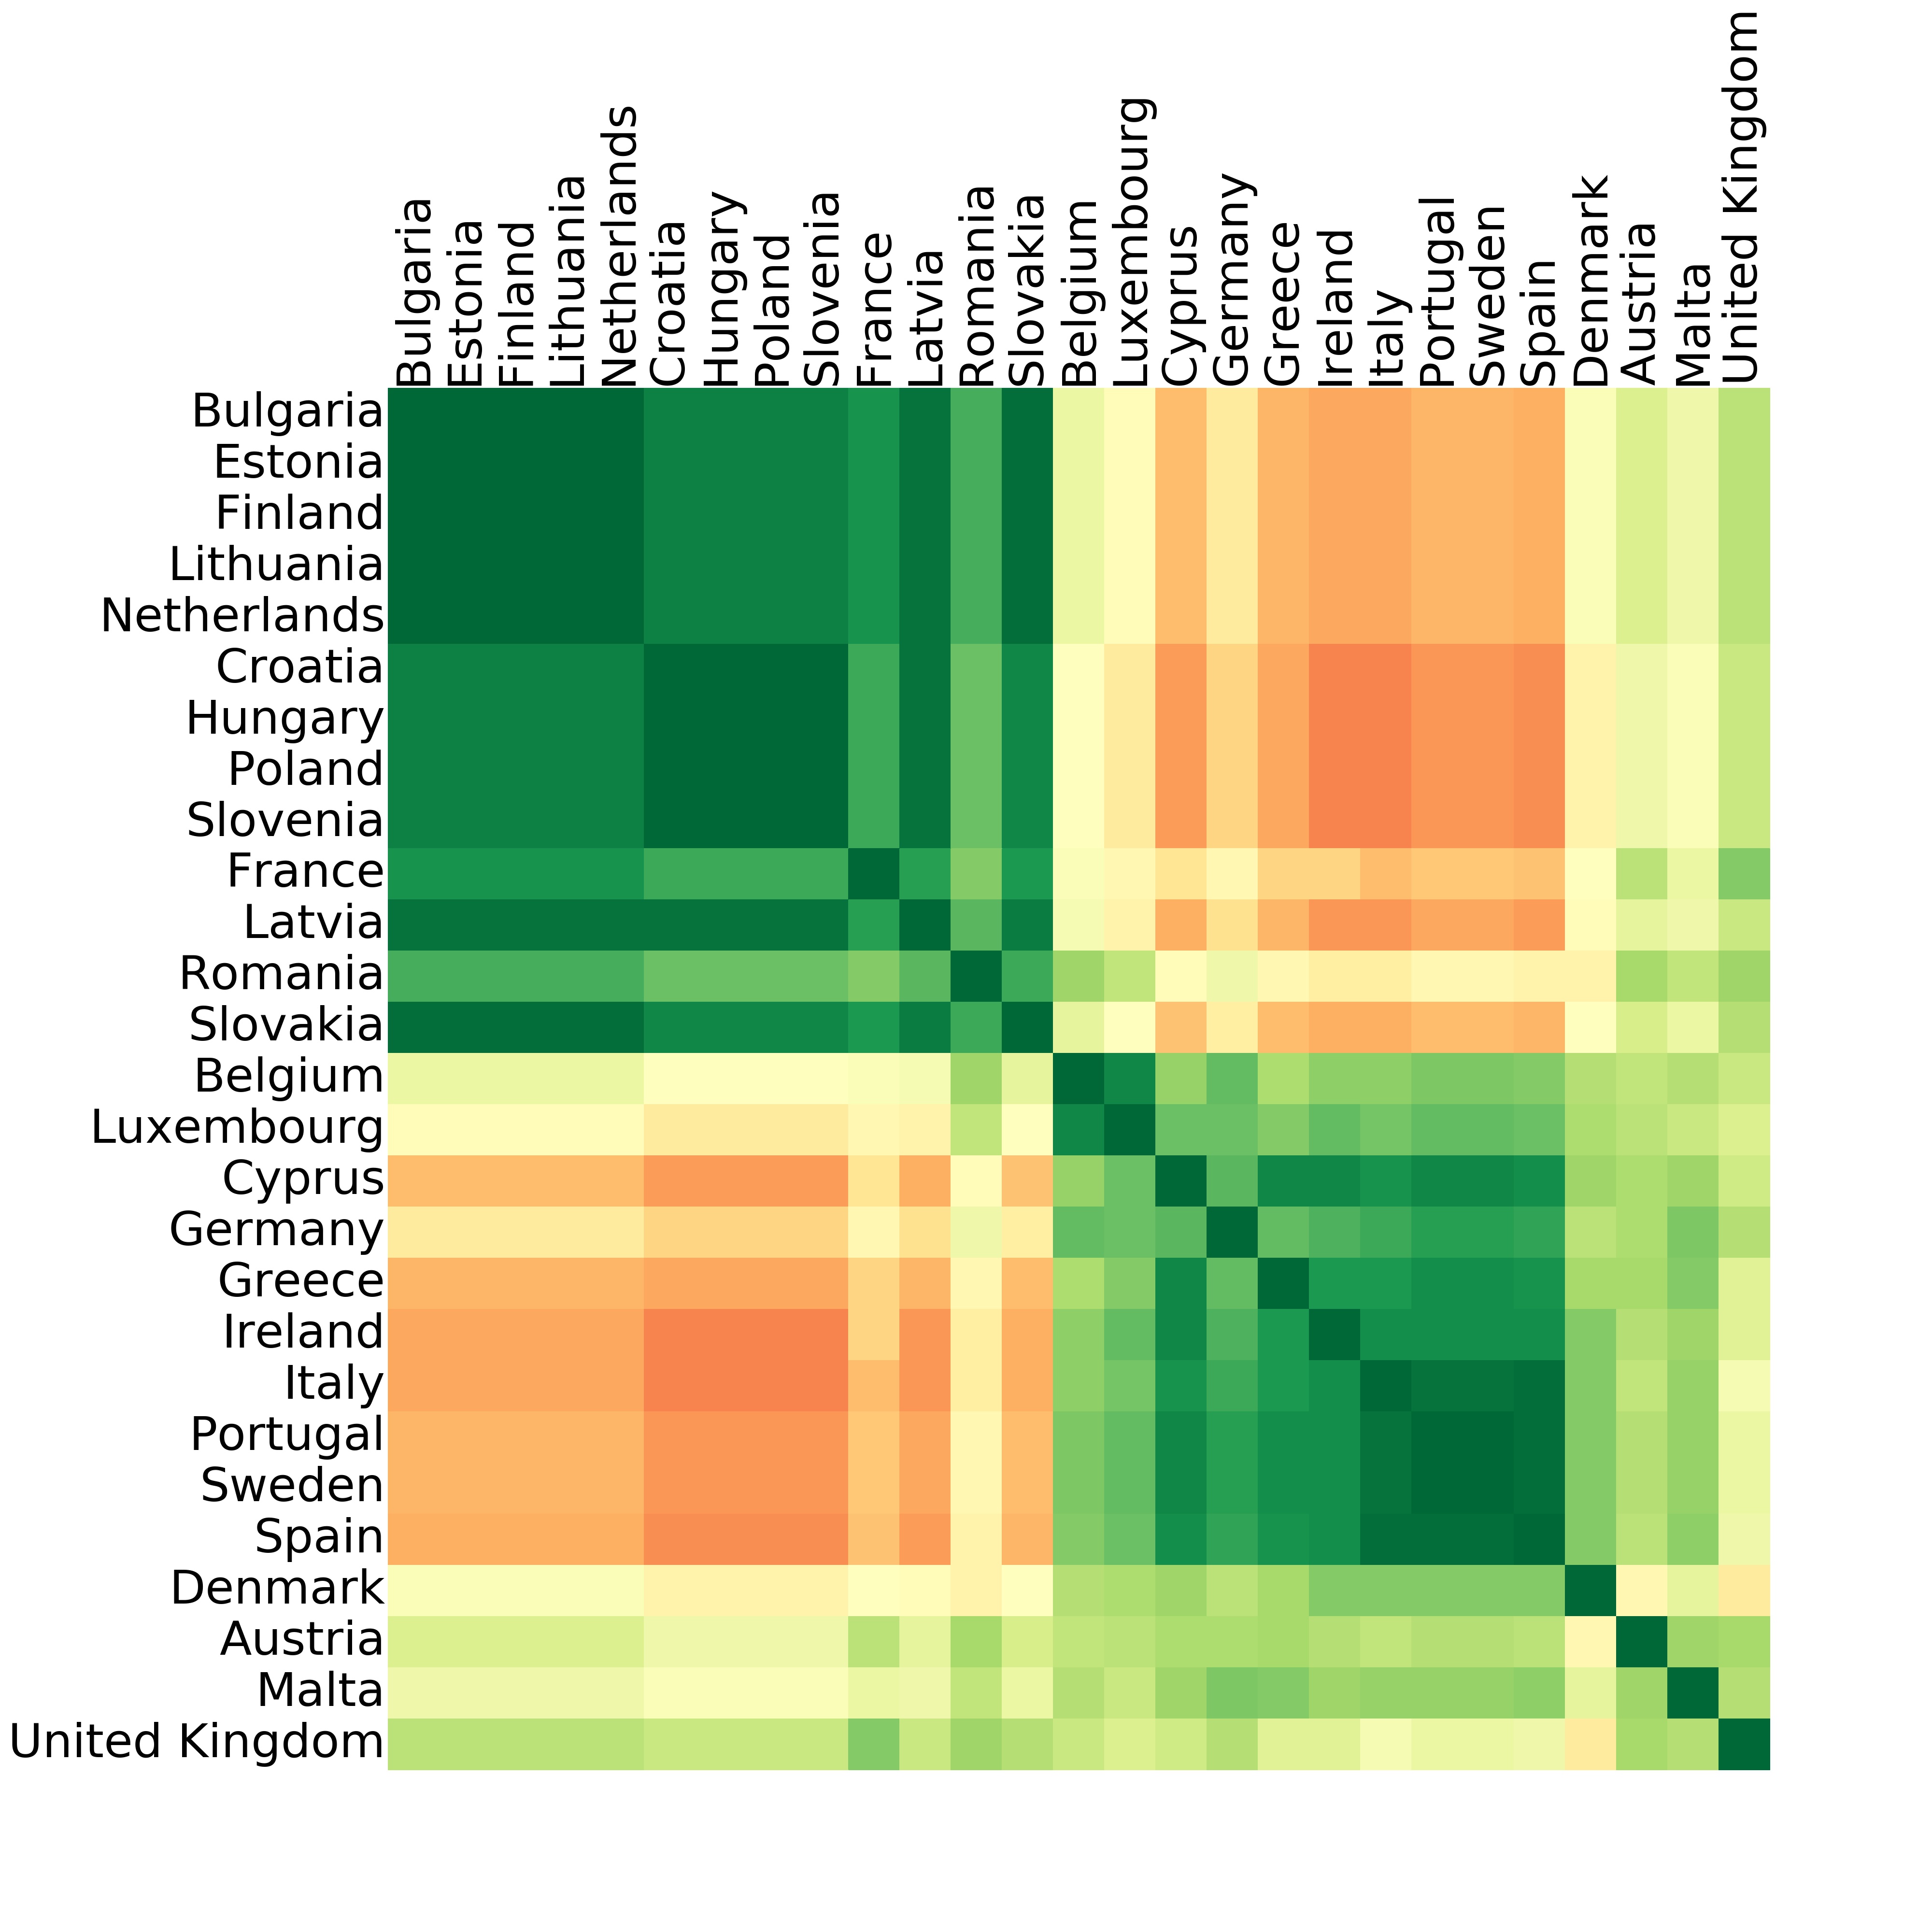 Bulgaria
Estonia
Finland
Lithuania
Netherlands
Croatia
Hungary
Poland
Slovenia
France
Latvia
Romania
Slovakia
Belgium
Luxembourg
Cyprus
Germany
Greece
Ireland
Italy
Portugal
Sweden
Spain
Denmark
Austria
Malta
United Kingdom
Bulgaria
Estonia
Finland
Lithuania
Netherlands
Croatia
Hungary
Poland
Slovenia
France
Latvia
Romania
Slovakia
Belgium
Luxembourg
Cyprus
Germany
Greece
Ireland
Italy
Portugal
Sweden
Spain
Denmark
Austria
Malta
United Kingdom